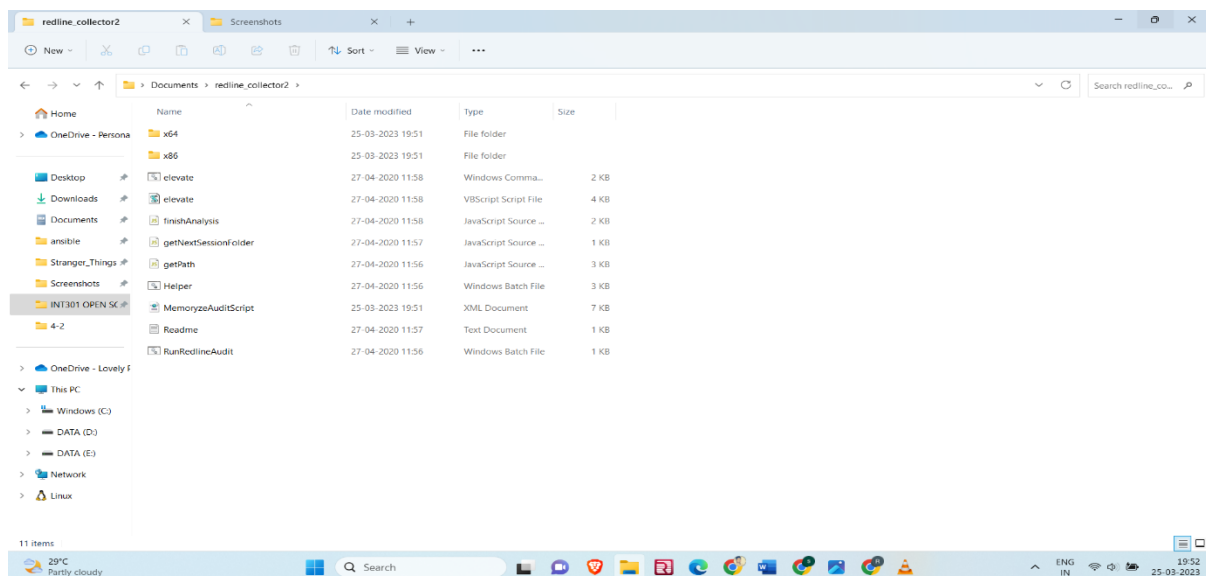 redline_collector2 Screenshots
New Sort View
Documents redline_collector2 Search redline_co...
Name Date modified Type Size
Home
OneDrive - Persona
Desktop
Downloads
Documents
ansible
Stranger_Things
Screenshots
INT301 OPEN SC
4-2
OneDrive - Lovely P
This PC
Windows (C:)
DATA (D:)
DATA (E:)
Network
Linux
x64 25-03-2023 19:51 File folder
x86 25-03-2023 19:51 File folder
elevate 27-04-2020 11:58 Windows Comma... 2 KB
elevate 27-04-2020 11:58 VBScript Script File 4 KB
finishAnalysis 27-04-2020 11:58 JavaScript Source ... 2 KB
getNextSessionFolder 27-04-2020 11:57 JavaScript Source ... 1 KB
getPath 27-04-2020 11:56 JavaScript Source ... 3 KB
Helper 27-04-2020 11:56 Windows Batch File 3 KB
MemoryzeAuditScript 25-03-2023 19:51 XML Document 7 KB
Readme 27-04-2020 11:57 Text Document 1 KB
RunRedlineAudit 27-04-2020 11:56 Windows Batch File 1 KB
11 items
29°C
Partly cloudy
Search
ENG
IN
19:52
25-03-2023